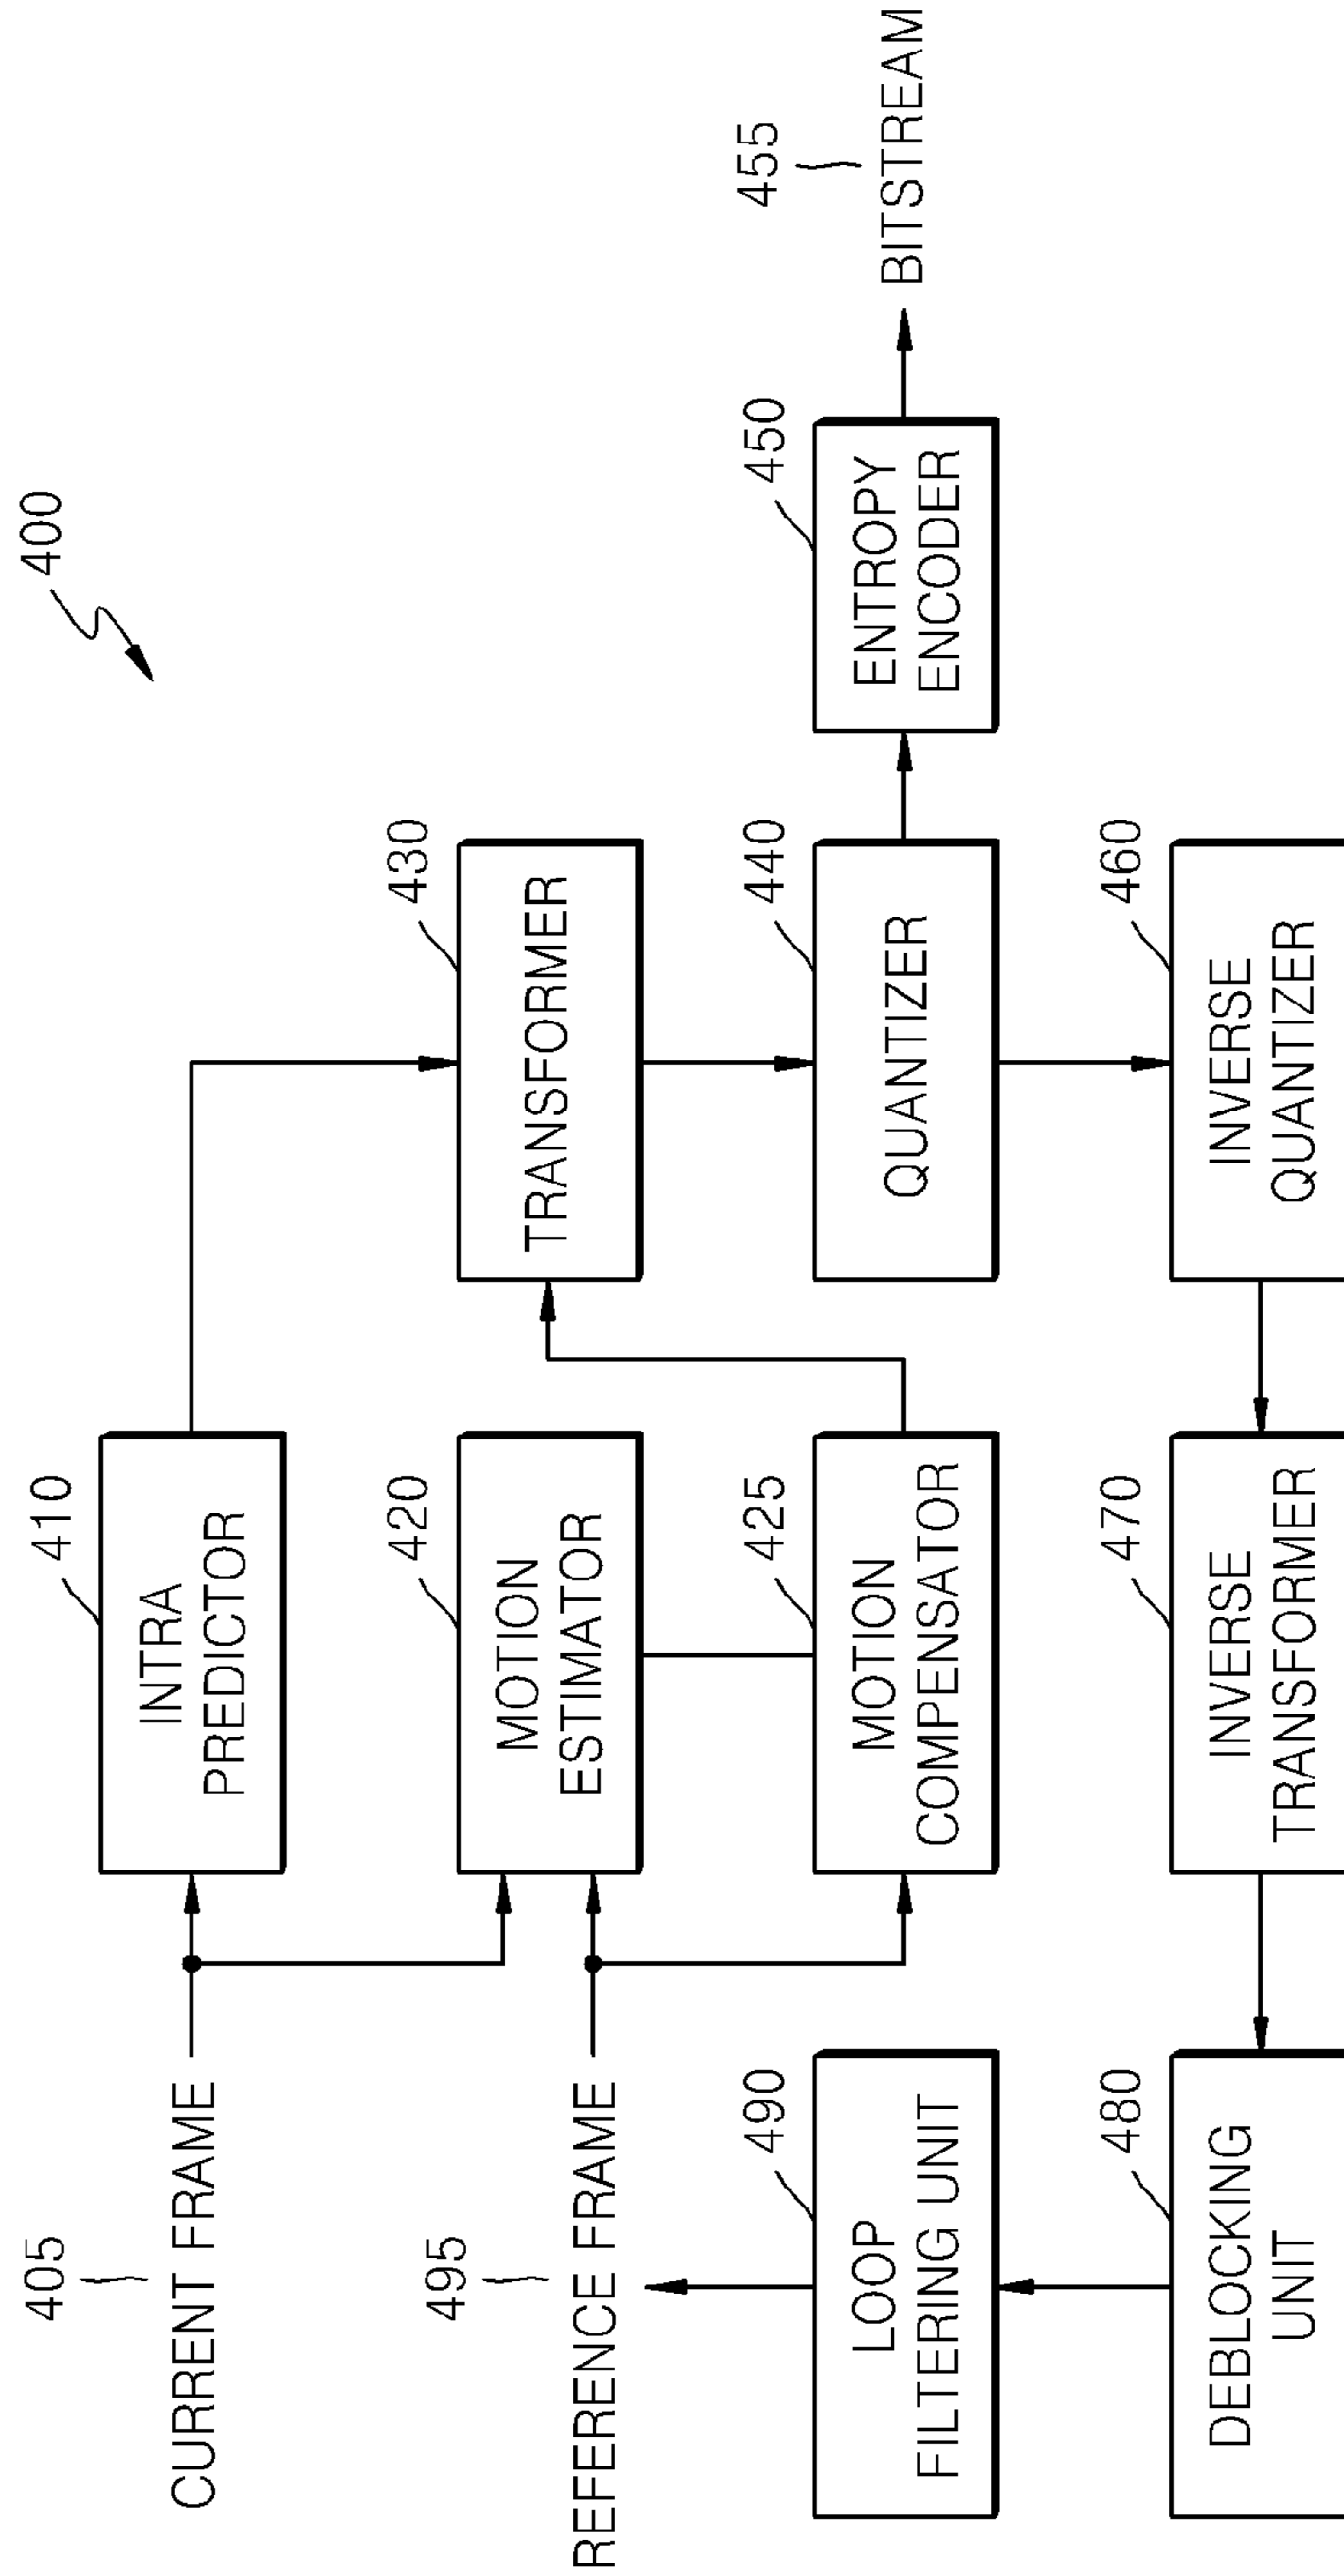 400
405
CURRENT FRAME
410
INTRA
PREDICTOR
495
REFERENCE FRAME
420
MOTION
ESTIMATOR
430
TRANSFORMER
490
LOOP
FILTERING UNIT
425
MOTION
COMPENSATOR
440
QUANTIZER
450
ENTROPY
ENCODER
455
BITSTREAM
480
DEBLOCKING
UNIT
470
INVERSE
TRANSFORMER
460
INVERSE
QUANTIZER